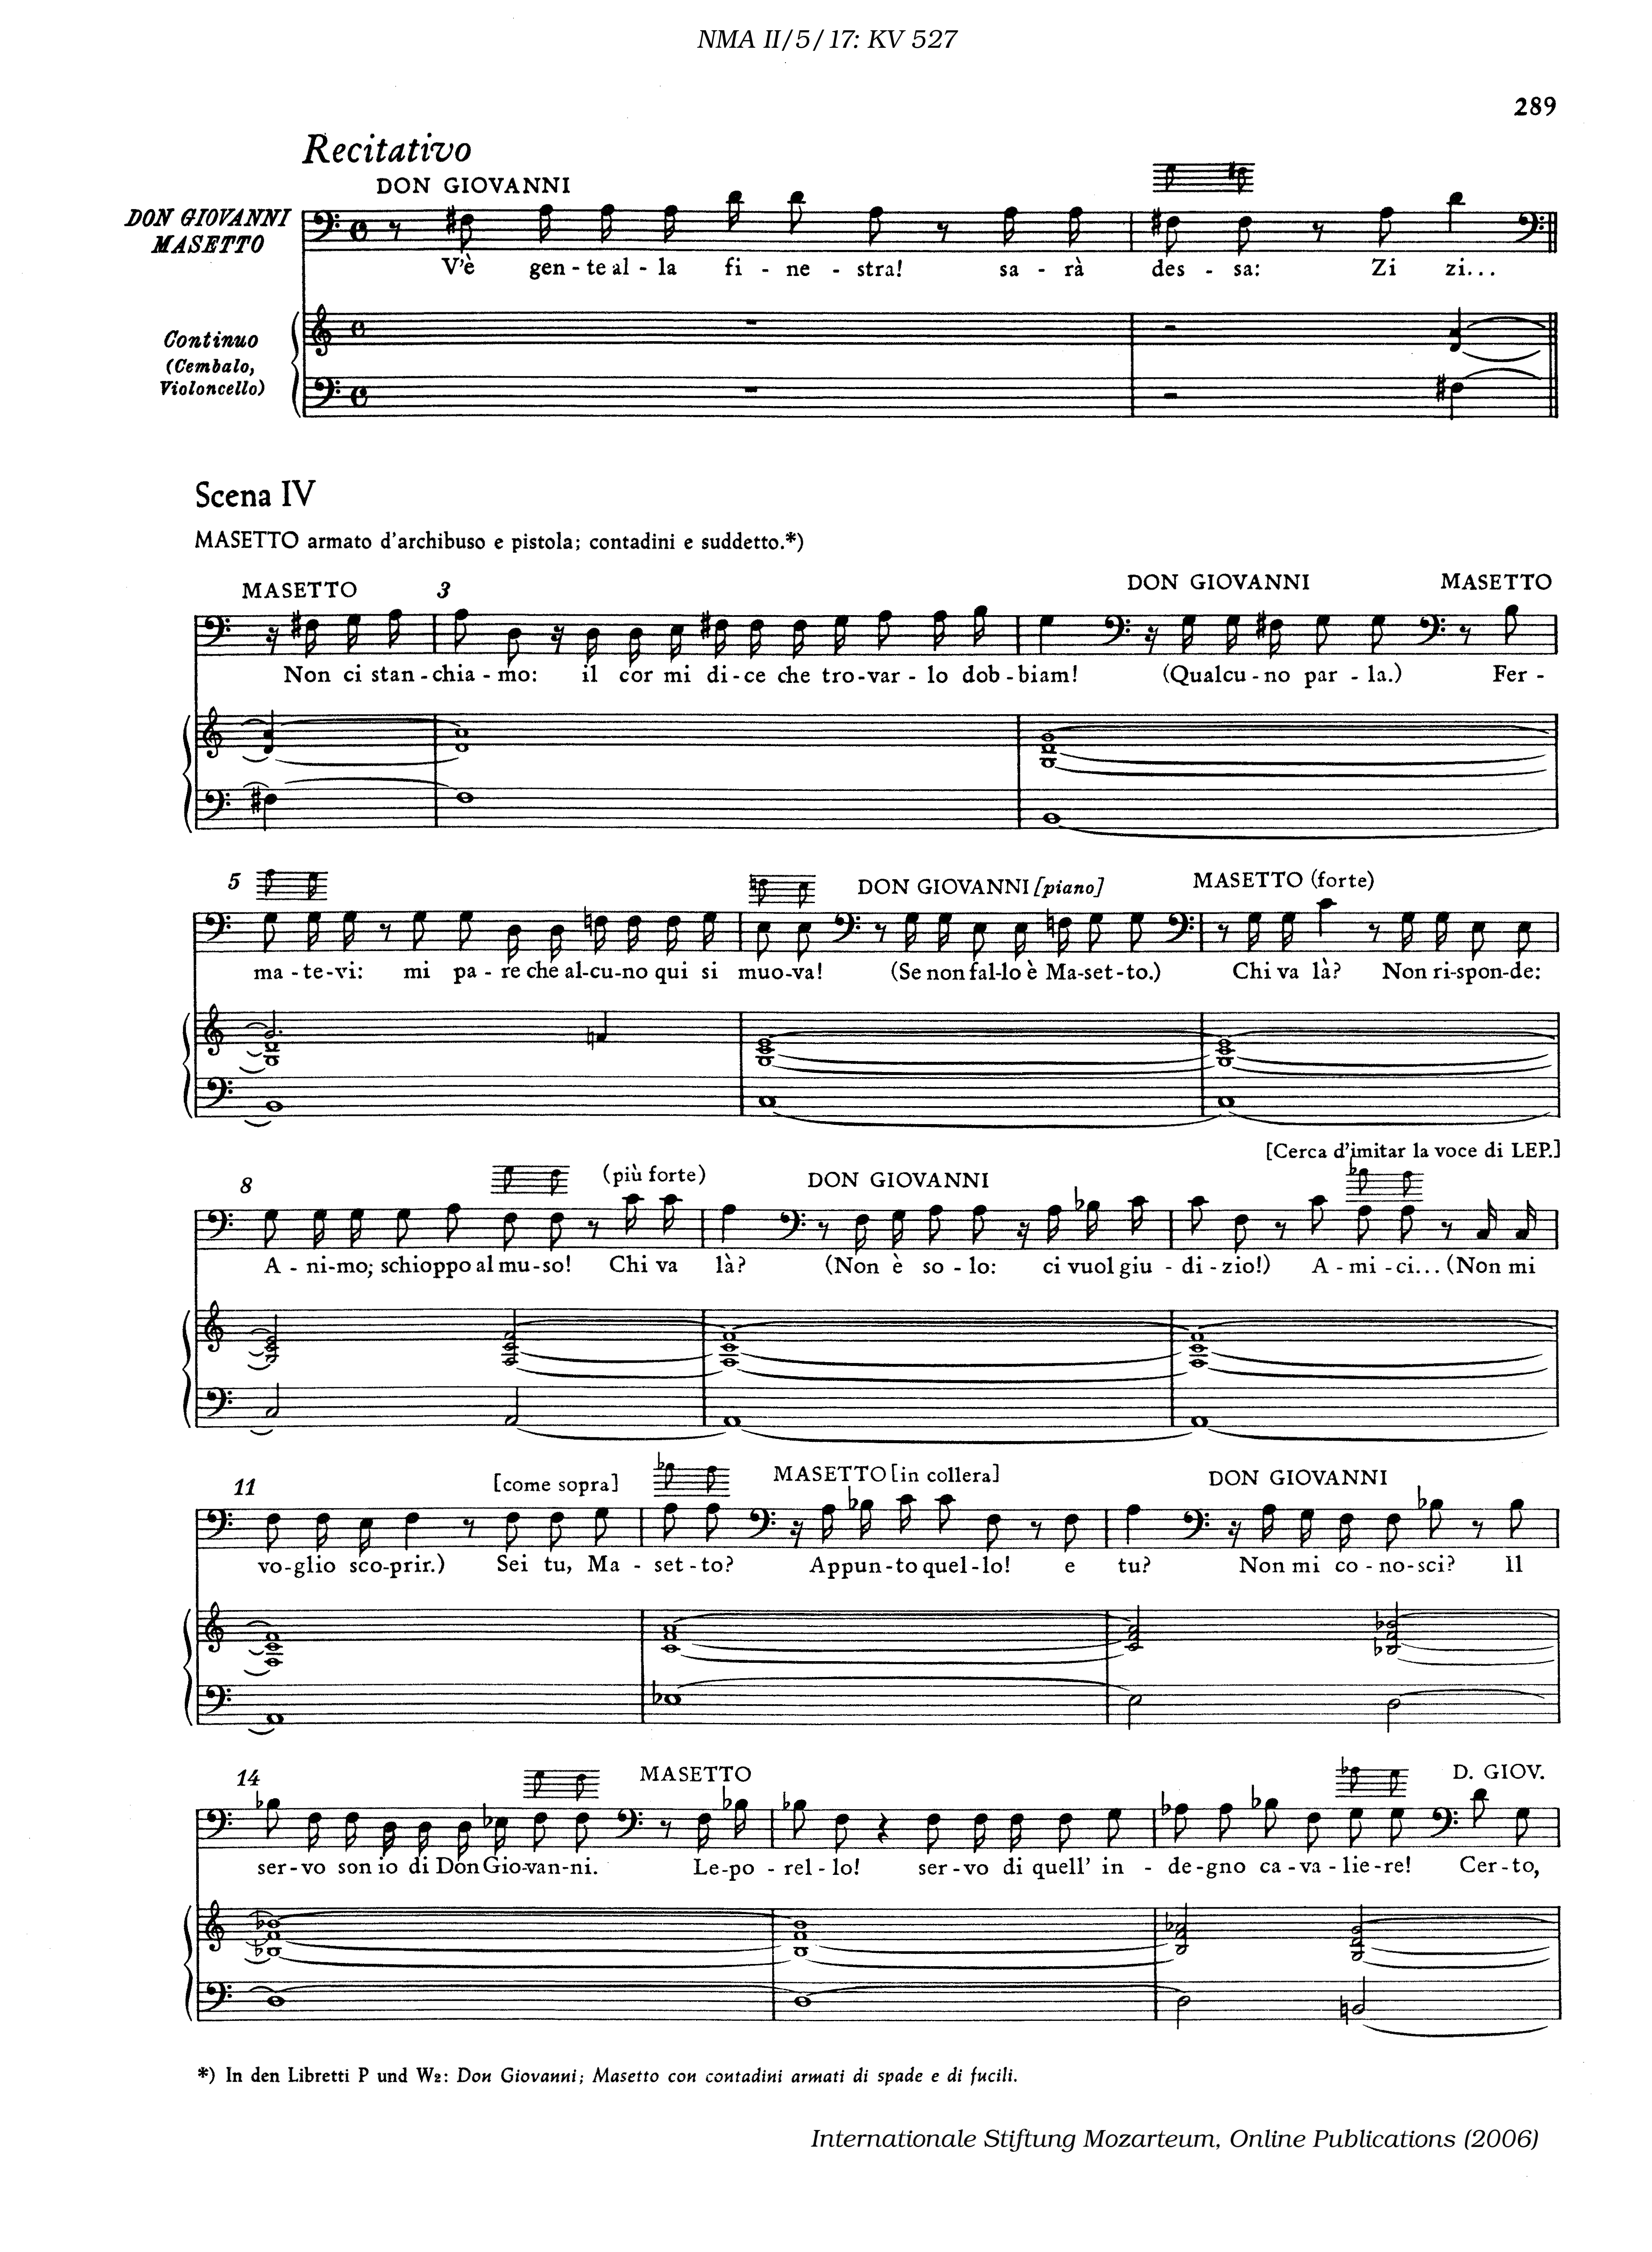 NMA II/5/17: KV 527
289
Recitativo
DON GIOVANNI
DON GIOVANNI
MASETTO
V'è gen - te al - la fi - ne - stra! sa - rà des - sa: Zi zi...
Continuo
(Cembalo,
Violoncello)
Scena IV
MASETTO armato d'archibuso e pistola; contadini e suddetto.*)
MASETTO 3 DON GIOVANNI MASETTO
Non ci stan - chia - mo: il cor mi di - ce che tro - var - lo dob - biam! (Qualcu - no par - la.) Fer -
5 DON GIOVANNI [piano] MASETTO (forte)
ma - te - vi: mi pa - re che al - cu - no qui si muo - va! (Se non fal - lo è Ma - set - to.) Chi va là? Non ri - spon - de:
[Cerca d'imitar la voce di LEP.]
8 (più forte) DON GIOVANNI
A - ni - mo; schioppo al mu - so! Chi va là? (Non è so - lo: ci vuol giu - di - zio!) A - mi - ci... (Non mi
11 [come sopra] MASETTO [in collera] DON GIOVANNI
vo - glio sco - prir.) Sei tu, Ma - set - to? Appun - to quel - lo! e tu? Non mi co - no - sci? Il
14 MASETTO D. GIOV.
ser - vo son io di Don Gio - van - ni. Le - po - rel - lo! ser - vo di quell' in - de - gno ca - va - lie - re! Cer - to,
*) In den Libretti P und W2: Don Giovanni; Masetto con contadini armati di spade e di fucili.
Internationale Stiftung Mozarteum, Online Publications (2006)